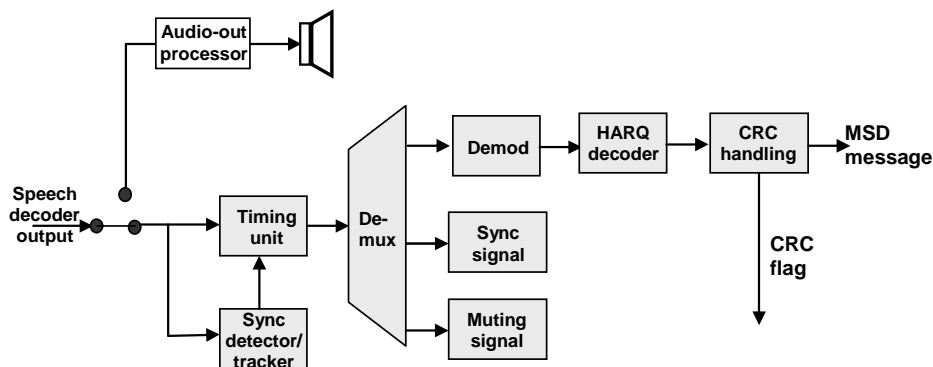 Audio-out
processor
Speech
decoder
output
Timing
unit
Sync
detector/
tracker
De-
mux
Demod
HARQ
decoder
CRC
handling
MSD
message
Sync
signal
CRC
flag
Muting
signal